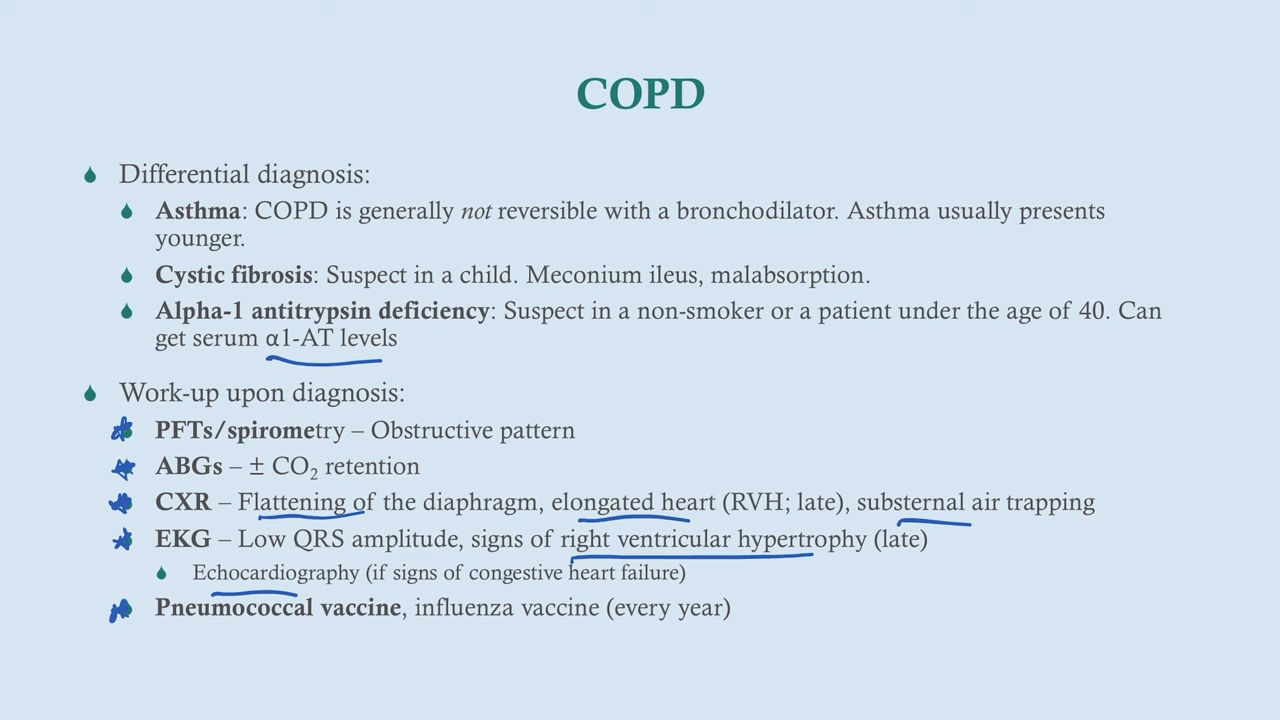 COPD
Differential diagnosis:
Asthma: COPD is generally not reversible with a bronchodilator. Asthma usually presents
younger.
Cystic fibrosis: Suspect in a child. Meconium ileus, malabsorption.
Alpha-1 antitrypsin deficiency: Suspect in a non-smoker or a patient under the age of 40. Can
get serum α1-AT levels
Work-up upon diagnosis:
PFTs/spirometry – Obstructive pattern
ABGs – ± CO₂ retention
CXR – Flattening of the diaphragm, elongated heart (RVH; late), substernal air trapping
EKG – Low QRS amplitude, signs of right ventricular hypertrophy (late)
Echocardiography (if signs of congestive heart failure)
Pneumococcal vaccine, influenza vaccine (every year)